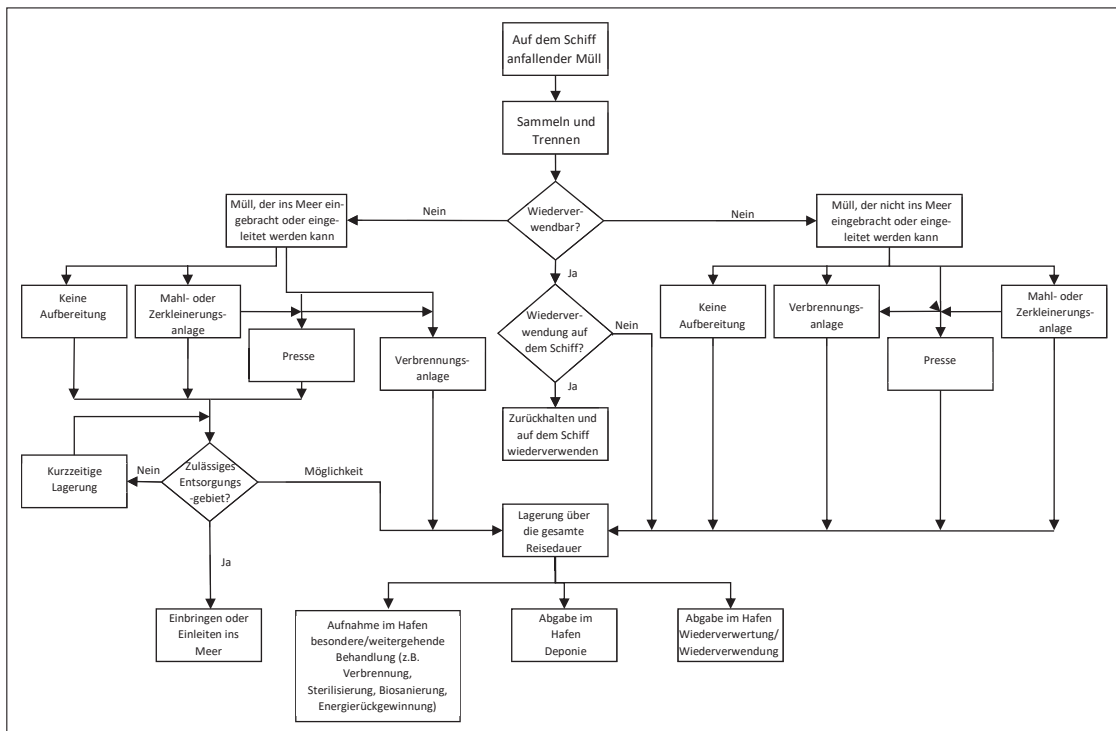 Auf dem Schiff
anfallender Müll
Sammeln und
Trennen
Müll, der ins Meer ein-
gebracht oder einge-
leitet werden kann
Nein
Wiederver-
wendbar?
Nein
Müll, der nicht ins Meer
eingebracht oder einge-
leitet werden kann
Ja
Keine
Aufbereitung
Mahl- oder
Zerkleinerungs-
anlage
Presse
Verbrennungs-
anlage
Wiederver-
wendung auf
dem Schiff?
Nein
Keine
Aufbereitung
Verbrennungs-
anlage
Presse
Mahl- oder
Zerkleinerungs-
anlage
Ja
Zurückhalten und
auf dem Schiff
wiederverwenden
Kurzzeitige
Lagerung
Nein
Zulässiges
Entsorgungs
-gebiet?
Möglichkeit
Lagerung über
die gesamte
Reisedauer
Ja
Einbringen oder
Einleiten ins
Meer
Aufnahme im Hafen
besondere/weitergehende
Behandlung (z.B.
Verbrennung,
Sterilisierung, Biosanierung,
Energierückgewinnung)
Abgabe im
Hafen
Deponie
Abgabe im Hafen
Wiederverwertung/
Wiederverwendung